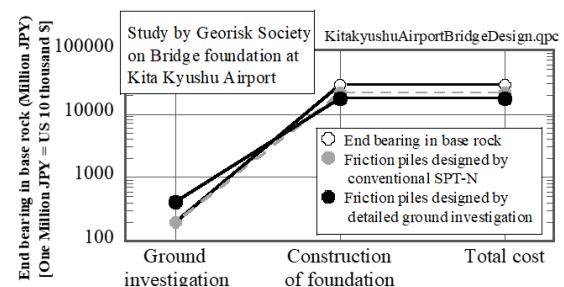 Study by Georisk Society
on Bridge foundation at
Kita Kyushu Airport
KitakyushuAirportBridgeDesign.qpc
End bearing in base rock (Million JPY)
[One Million JPY = US 10 thousand $]
100000
10000
1000
100
End bearing in base rock
Friction piles designed by
conventional SPT-N
Friction piles designed by
detailed ground investigation
Ground
investigation
Construction
of foundation
Total cost